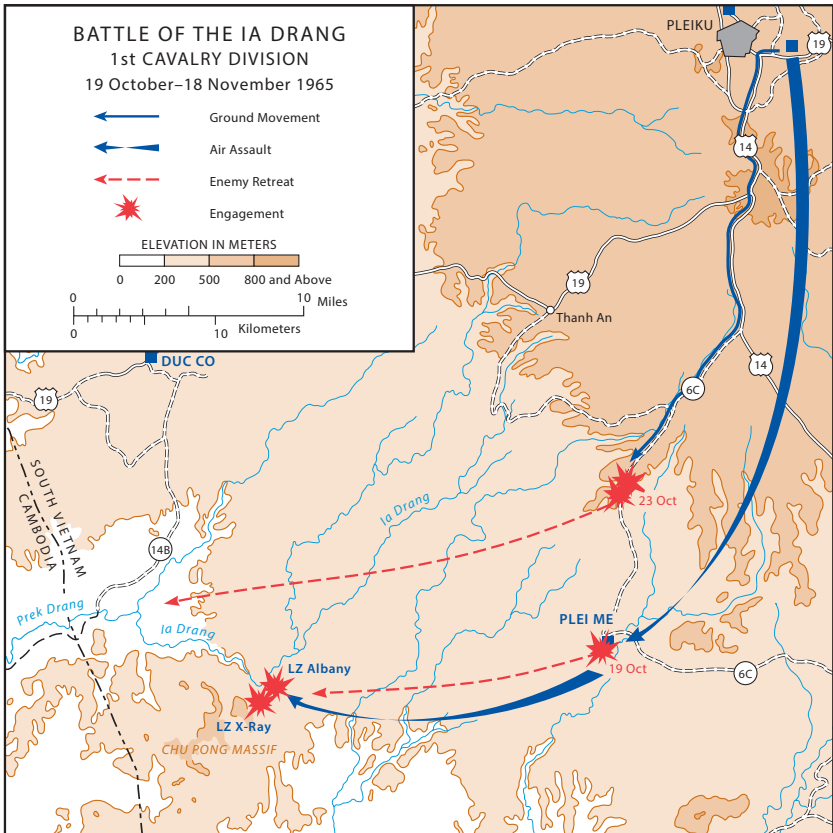 BATTLE OF THE IA DRANG
1st CAVALRY DIVISION
19 October–18 November 1965
Ground Movement
Air Assault
Enemy Retreat
Engagement
ELEVATION IN METERS
0 200 500 800 and Above
0 10 Miles
0 10 Kilometers
PLEIKU
19
14
19
Thanh An
DUC CO
14
6C
19
23 Oct
Ia Drang
SOUTH VIETNAM
CAMBODIA
14B
Prek Drang
Ia Drang
PLEI ME
19 Oct
6C
LZ Albany
LZ X-Ray
CHU PONG MASSIF